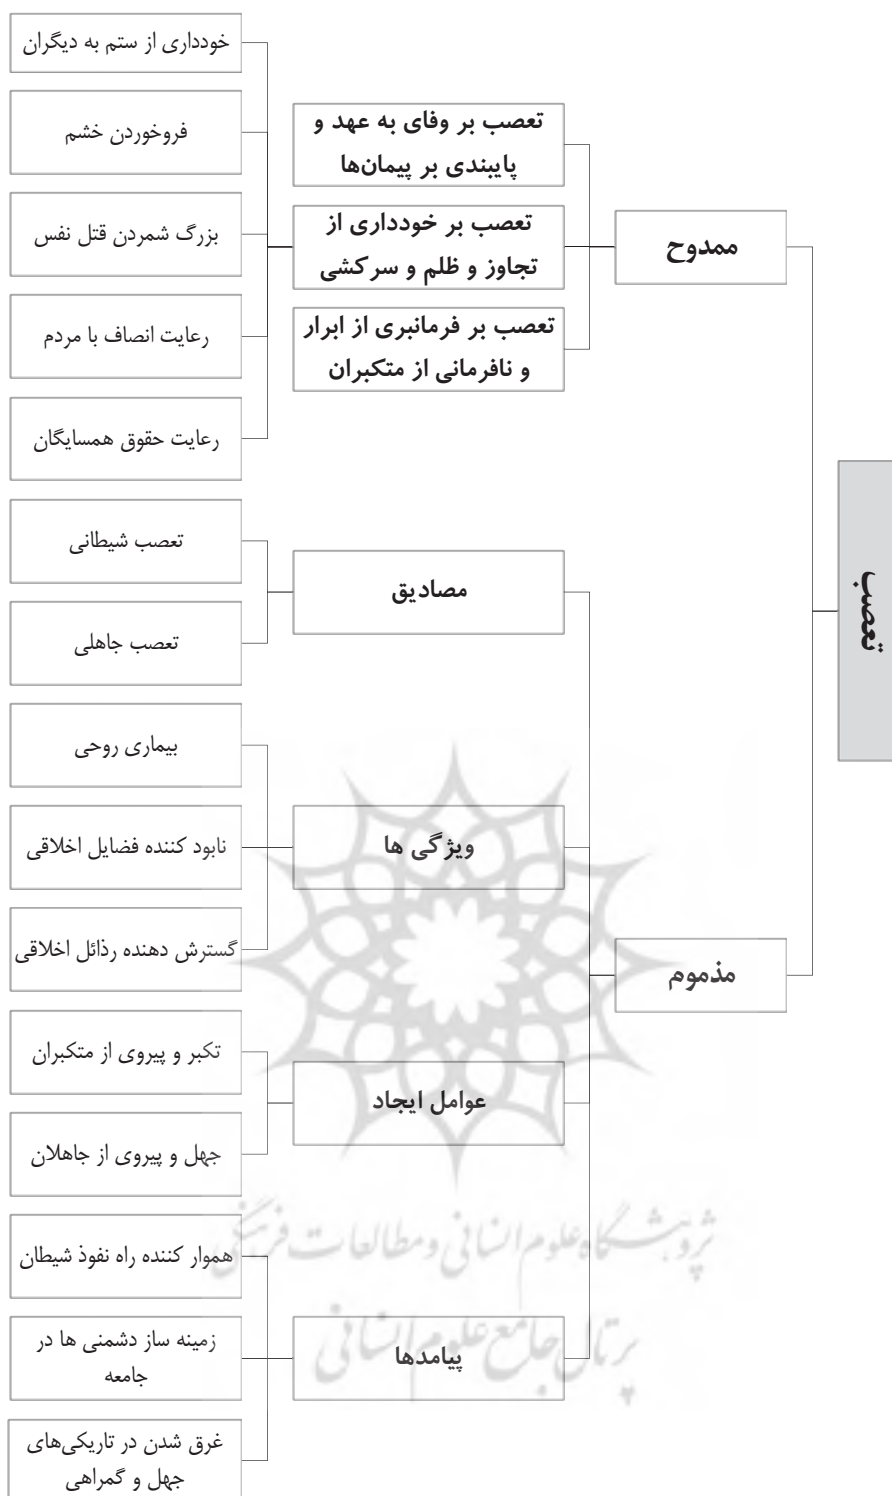 تعصب
ممدوح
تعصب بر وفای به عهد و
پایبندی بر پیمان‌ها
تعصب بر خودداری از
تجاوز و ظلم و سرکشی
خودداری از ستم به دیگران
فروخوردن خشم
بزرگ شمردن قتل نفس
رعایت انصاف با مردم
رعایت حقوق همسایگان
تعصب بر فرمانبری از ابرار
و نافرمانی از متکبران
مذموم
مصادیق
تعصب شیطانی
تعصب جاهلی
ویژگی ها
بیماری روحی
نابود کننده فضایل اخلاقی
گسترش دهنده رذائل اخلاقی
عوامل ایجاد
تکبر و پیروی از متکبران
جهل و پیروی از جاهلان
پیامدها
هموار کننده راه نفوذ شیطان
زمینه ساز دشمنی ها در
جامعه
غرق شدن در تاریکی‌های
جهل و گمراهی
پژوهشگاه علوم انسانی و مطالعات فرهنگی
پرتال جامع علوم انسانی